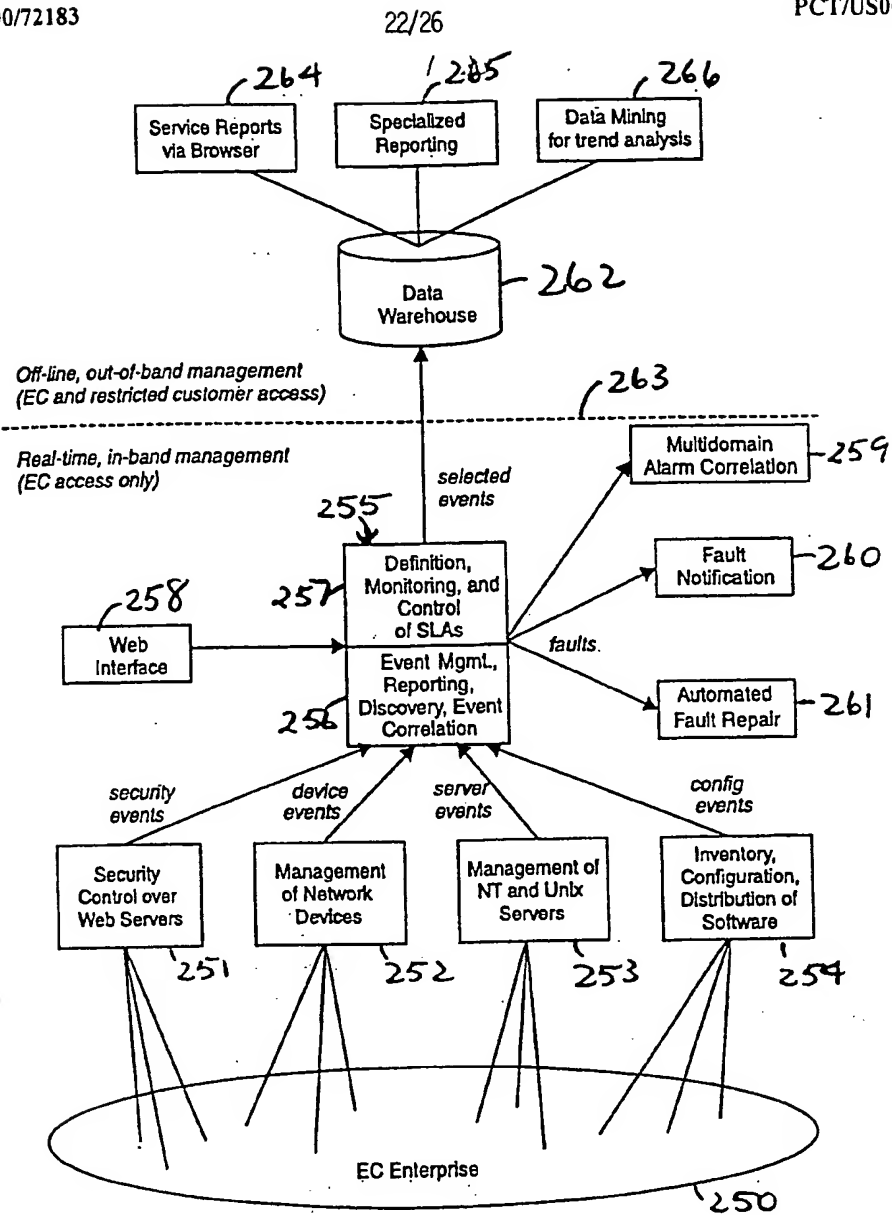 0/72183
22/26
PCT/US0
264
265
266
Service Reports
via Browser
Specialized
Reporting
Data Mining
for trend analysis
262
Data
Warehouse
Off-line, out-of-band management
(EC and restricted customer access)
263
Real-time, in-band management
(EC access only)
selected
events
Multidomain
Alarm Correlation
259
255
257
Definition,
Monitoring, and
Control
of SLAs
Fault
Notification
260
258
Web
Interface
faults.
256
Event Mgmt.,
Reporting,
Discovery, Event
Correlation
Automated
Fault Repair
261
security
events
device
events
server
events
config
events
Security
Control over
Web Servers
Management
of Network
Devices
Management of
NT and Unix
Servers
Inventory,
Configuration,
Distribution of
Software
251
252
253
254
EC Enterprise
250